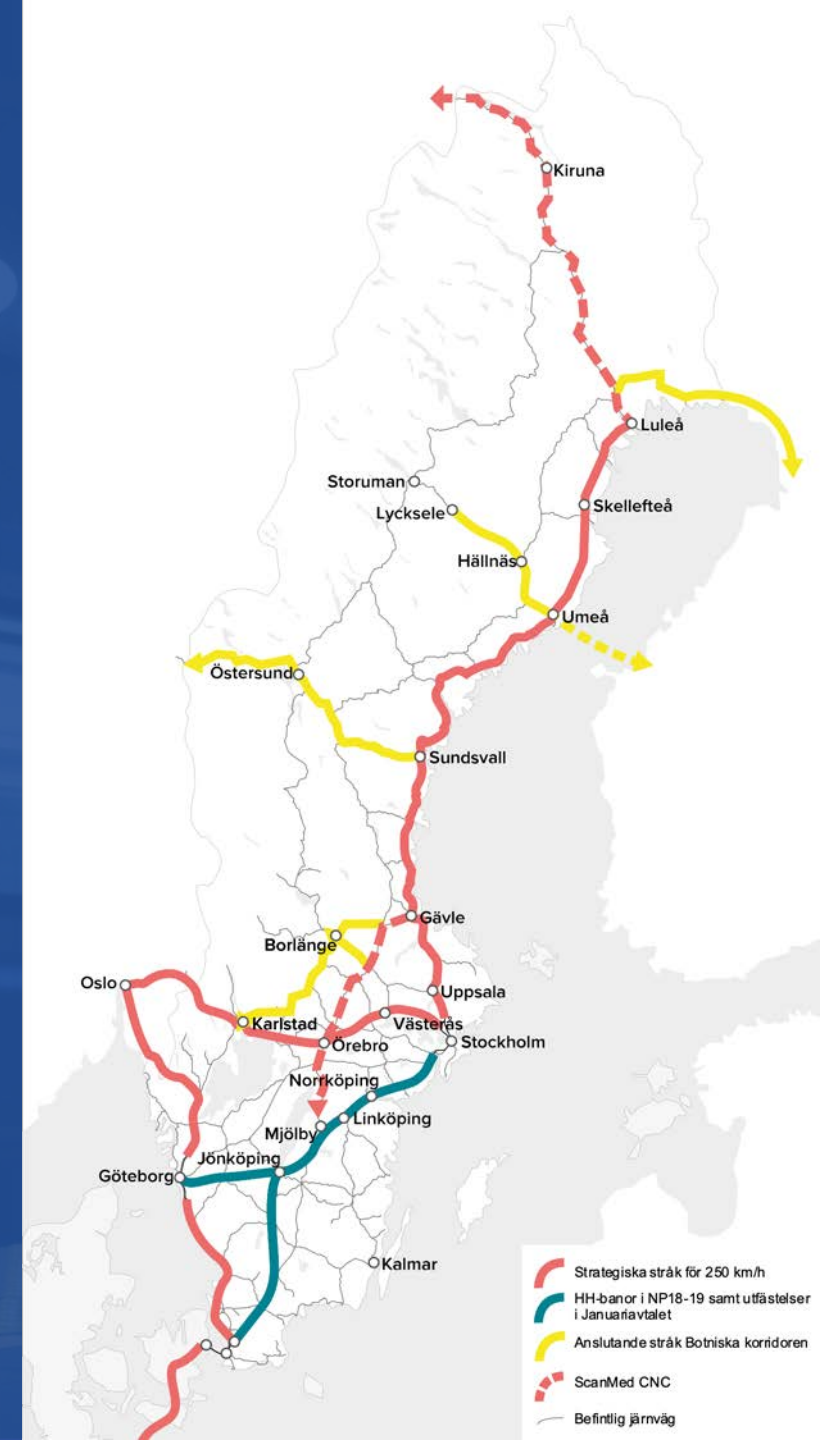 Kiruna
Luleå
Storuman
Skellefteå
Lycksele
Hällnäs
Umeå
Östersund
Sundsvall
Gävle
Borlänge
Oslo
Uppsala
Karlstad
Västerås
Örebro
Stockholm
Norrköping
Linköping
Mjölby
Jönköping
Göteborg
Kalmar
Strategiska stråk för 250 km/h
HH-banor i NP18-19 samt utfästelser
i Januariavtalet
Anslutande stråk Botniska korridoren
ScanMed CNC
Befintlig järnväg